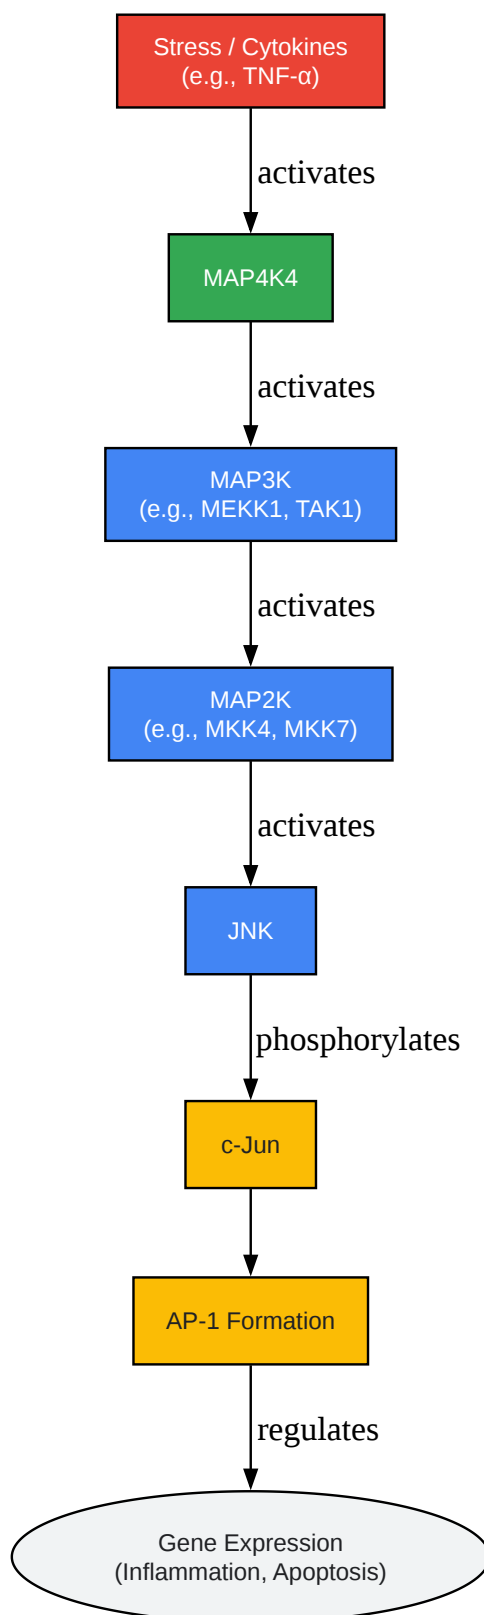 Stress / Cytokines
(e.g., TNF-α)
activates
MAP4K4
activates
MAP3K
(e.g., MEKK1, TAK1)
activates
MAP2K
(e.g., MKK4, MKK7)
activates
JNK
phosphorylates
c-Jun
AP-1 Formation
regulates
Gene Expression
(Inflammation, Apoptosis)